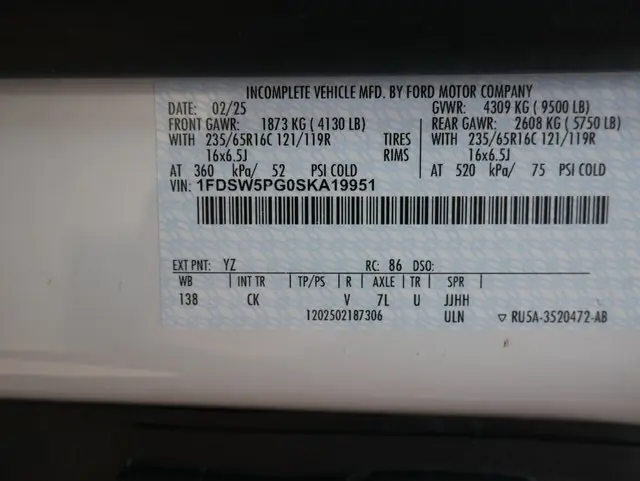 INCOMPLETE VEHICLE MFD. BY FORD MOTOR COMPANY
DATE: 02/25 GVWR: 4309 KG ( 9500 LB)
FRONT GAWR: 1873 KG ( 4130 LB) REAR GAWR: 2608 KG ( 5750 LB)
WITH 235/65R16C 121/119R TIRES WITH 235/65R16C 121/119R
16x6.5J RIMS 16x6.5J
AT 360 kPa/ 52 PSI COLD AT 520 kPa/ 75 PSI COLD
VIN: 1FDSW5PG0SKA19951
EXT PNT: YZ RC: 86 DSO:
WB INT TR TP/PS R AXLE TR SPR
138 CK V 7L U JJHH
1202502187306 ULN ▽ RU5A-3520472-AB